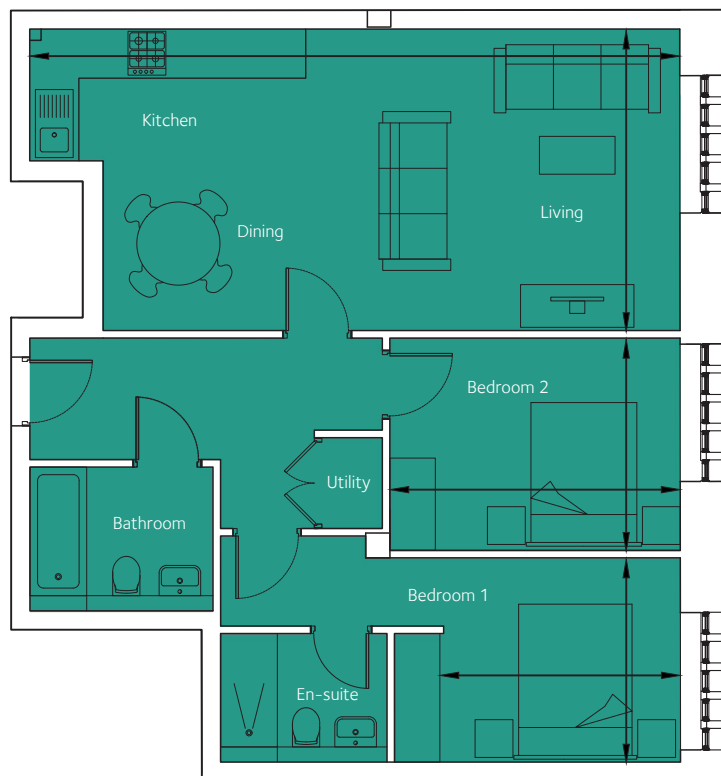 Kitchen
Living
Dining
Bedroom 2
Utility
Bathroom
Bedroom 1
En-suite